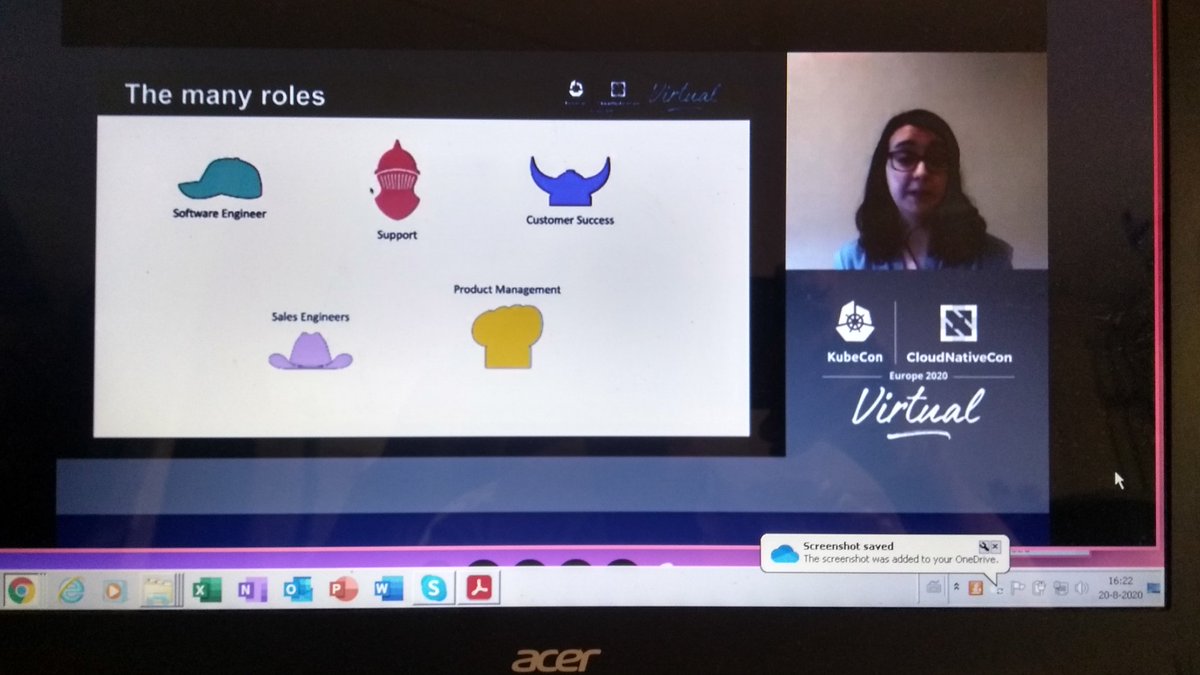 The many roles
Virtual
Software Engineer
Support
Customer Success
Sales Engineers
Product Management
KubeCon
CloudNativeCon
Europe 2020
Virtual
Screenshot saved
The screenshot was added to your OneDrive.
X
N
O
P
W
S
16:22
20-8-2020
acer